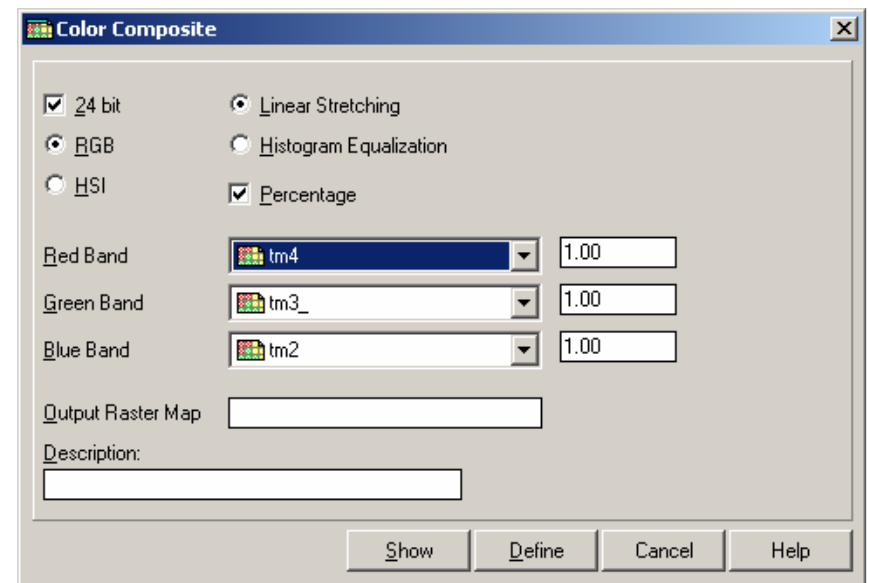 Color Composite
24 bit
Linear Stretching
RGB
Histogram Equalization
HSI
Percentage
Red Band tm4 1.00
Green Band tm3_ 1.00
Blue Band tm2 1.00
Output Raster Map
Description:
Show Define Cancel Help